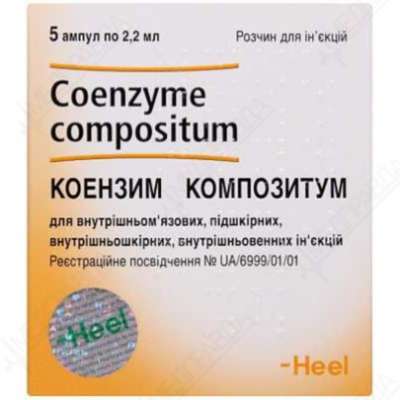 5 ампул по 2,2 мл
Розчин для ін'єкцій
Coenzyme
compositum
КОЕНЗИМ КОМПОЗИТУМ
для внутрішньом'язових, підшкірних,
внутрішньошкірних, внутрішньовенних ін'єкцій
Реєстраційне посвідчення № UA/6999/01/01
-Heel
-Heel